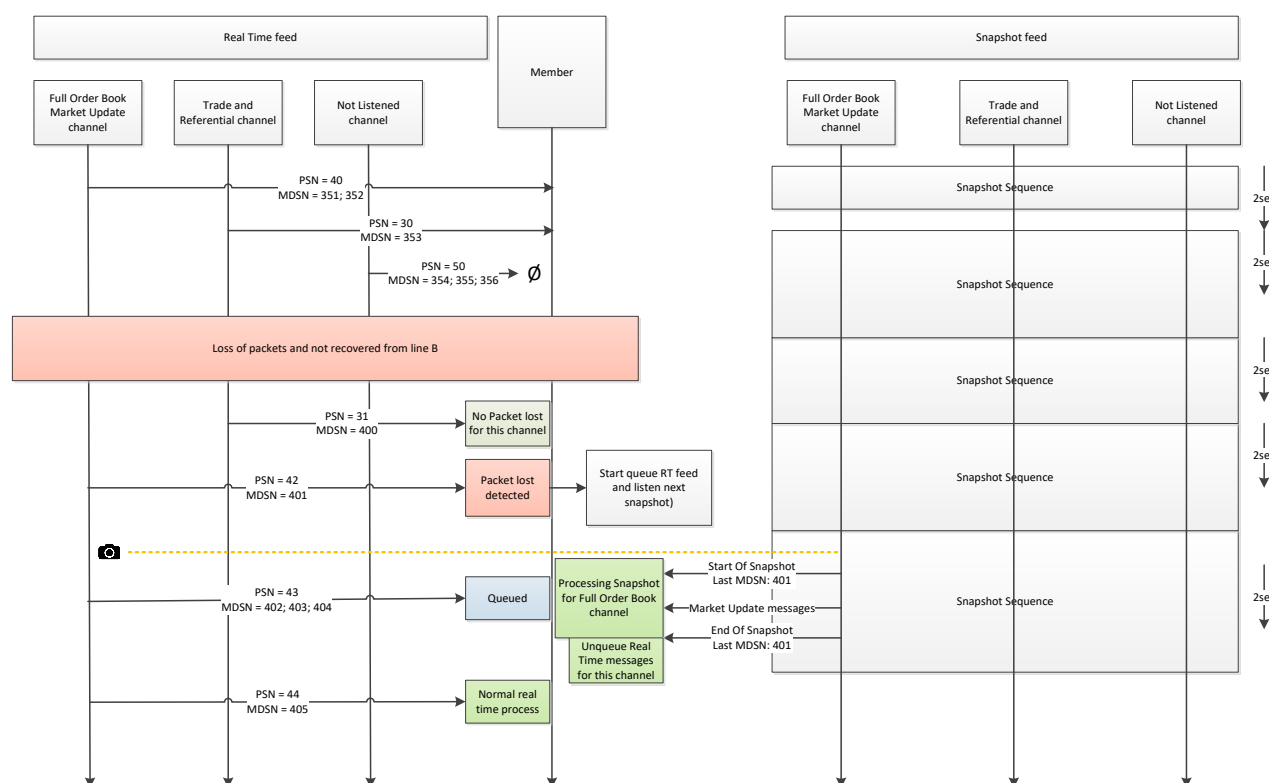 Real Time feed
Member
Snapshot feed
Full Order Book
Market Update
channel
Trade and
Referential channel
Not Listened
channel
Full Order Book
Market Update
channel
Trade and
Referential channel
Not Listened
channel
PSN = 40
MDSN = 351; 352
PSN = 30
MDSN = 353
PSN = 50
MDSN = 354; 355; 356
Ø
Snapshot Sequence
2se
Snapshot Sequence
2se
Loss of packets and not recovered from line B
Snapshot Sequence
2se
PSN = 31
MDSN = 400
No Packet lost
for this channel
PSN = 42
MDSN = 401
Packet lost
detected
Start queue RT feed
and listen next
snapshot)
Snapshot Sequence
2se
PSN = 43
MDSN = 402; 403; 404
Queued
Processing Snapshot
for Full Order Book
channel
Start Of Snapshot
Last MDSN: 401
Market Update messages
End Of Snapshot
Last MDSN: 401
Snapshot Sequence
2se
Unqueue Real
Time messages
for this channel
PSN = 44
MDSN = 405
Normal real
time process